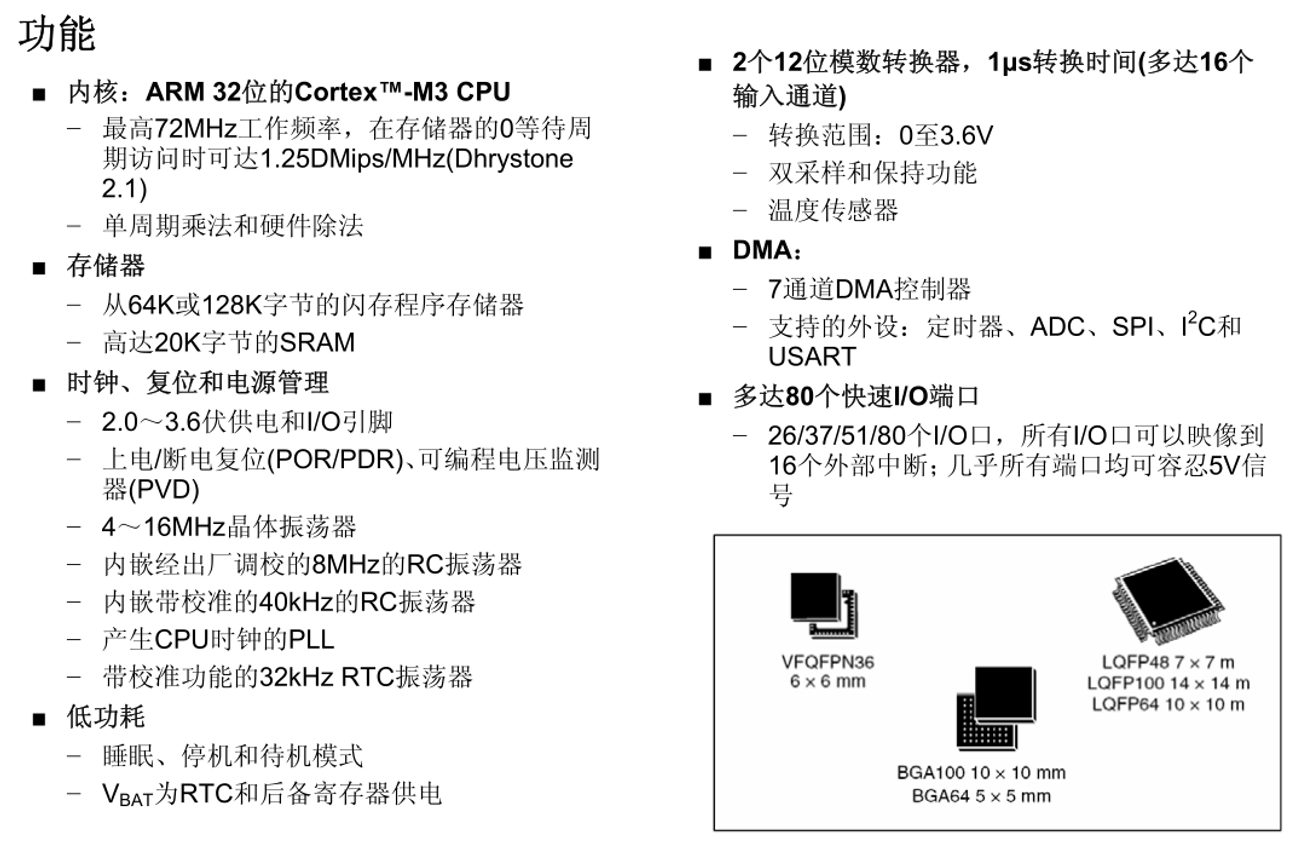 功能
■ 内核：ARM 32位的Cortex™-M3 CPU
− 最高72MHz工作频率，在存储器的0等待周
期访问时可达1.25DMips/MHz(Dhrystone
2.1)
− 单周期乘法和硬件除法
■ 存储器
− 从64K或128K字节的闪存程序存储器
− 高达20K字节的SRAM
■ 时钟、复位和电源管理
− 2.0～3.6伏供电和I/O引脚
− 上电/断电复位(POR/PDR)、可编程电压监测
器(PVD)
− 4～16MHz晶体振荡器
− 内嵌经出厂调校的8MHz的RC振荡器
− 内嵌带校准的40kHz的RC振荡器
− 产生CPU时钟的PLL
− 带校准功能的32kHz RTC振荡器
■ 低功耗
− 睡眠、停机和待机模式
− VBAT为RTC和后备寄存器供电
■ 2个12位模数转换器，1μs转换时间(多达16个
输入通道)
− 转换范围：0至3.6V
− 双采样和保持功能
− 温度传感器
■ DMA：
− 7通道DMA控制器
− 支持的外设：定时器、ADC、SPI、I²C和
USART
■ 多达80个快速I/O端口
− 26/37/51/80个I/O口，所有I/O口可以映像到
16个外部中断；几乎所有端口均可容忍5V信
号
VFQFPN36
6 × 6 mm
LQFP48 7 × 7 m
LQFP100 14 × 14 m
LQFP64 10 × 10 m
BGA100 10 × 10 mm
BGA64 5 × 5 mm